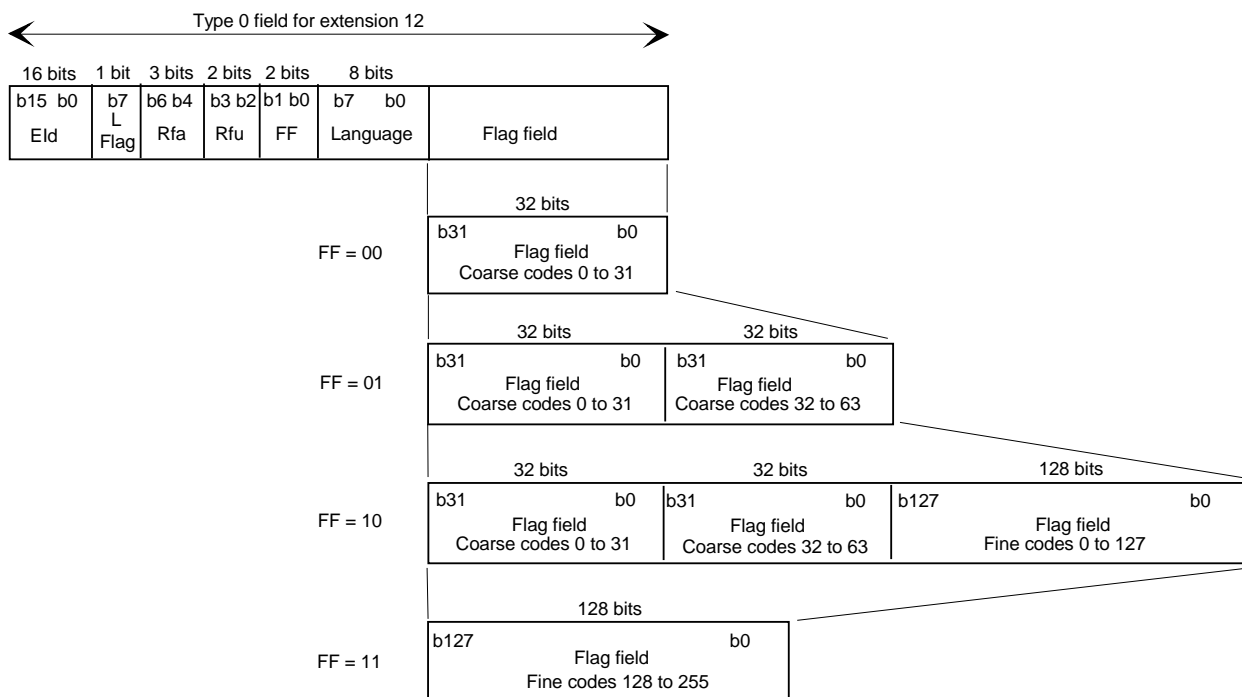 Type 0 field for extension 12
16 bits 1 bit 3 bits 2 bits 2 bits 8 bits
b15 b0 b7 b6 b4 b3 b2 b1 b0 b7 b0
EId L Flag Rfa Rfu FF Language Flag field
32 bits
FF = 00
b31 b0
Flag field
Coarse codes 0 to 31
32 bits 32 bits
FF = 01
b31 b0 b31 b0
Flag field Flag field
Coarse codes 0 to 31 Coarse codes 32 to 63
32 bits 32 bits 128 bits
FF = 10
b31 b0 b31 b0 b127 b0
Flag field Flag field Flag field
Coarse codes 0 to 31 Coarse codes 32 to 63 Fine codes 0 to 127
128 bits
FF = 11
b127 b0
Flag field
Fine codes 128 to 255